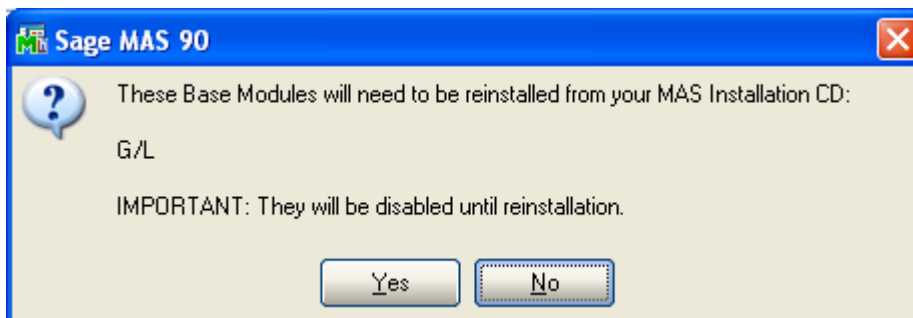 Sage MAS 90
These Base Modules will need to be reinstalled from your MAS Installation CD:
G/L
IMPORTANT: They will be disabled until reinstallation.
Yes No